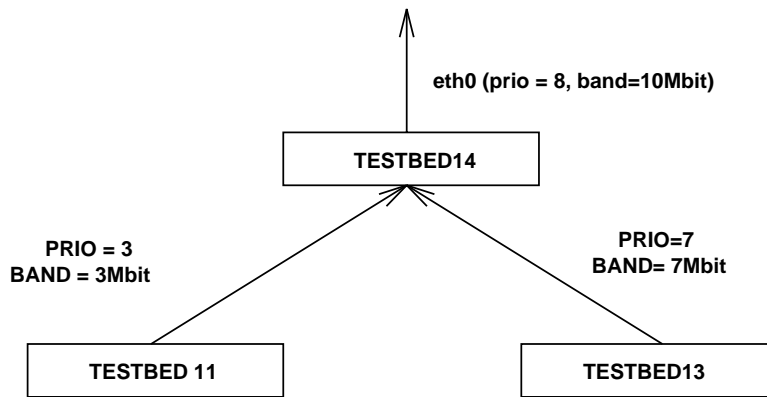 eth0 (prio = 8, band=10Mbit)
TESTBED14
PRIO = 3
BAND = 3Mbit
PRIO=7
BAND= 7Mbit
TESTBED 11
TESTBED13